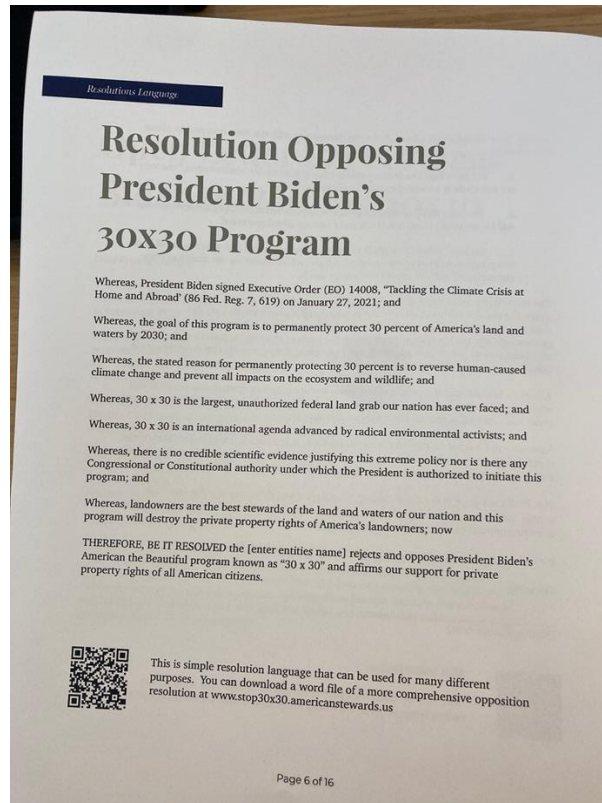 Resolutions Language
Resolution Opposing
President Biden's
30x30 Program
Whereas, President Biden signed Executive Order (EO) 14008, "Tackling the Climate Crisis at
Home and Abroad' (86 Fed. Reg. 7, 619) on January 27, 2021; and
Whereas, the goal of this program is to permanently protect 30 percent of America's land and
waters by 2030; and
Whereas, the stated reason for permanently protecting 30 percent is to reverse human-caused
climate change and prevent all impacts on the ecosystem and wildlife; and
Whereas, 30 x 30 is the largest, unauthorized federal land grab our nation has ever faced; and
Whereas, 30 x 30 is an international agenda advanced by radical environmental activists; and
Whereas, there is no credible scientific evidence justifying this extreme policy nor is there any
Congressional or Constitutional authority under which the President is authorized to initiate this
program; and
Whereas, landowners are the best stewards of the land and waters of our nation and this
program will destroy the private property rights of America's landowners; now
THEREFORE, BE IT RESOLVED the [enter entities name] rejects and opposes President Biden's
American the Beautiful program known as "30 x 30" and affirms our support for private
property rights of all American citizens.
This is simple resolution language that can be used for many different
purposes. You can download a word file of a more comprehensive opposition
resolution at www.stop30x30.americanstewards.us
Page 6 of 16